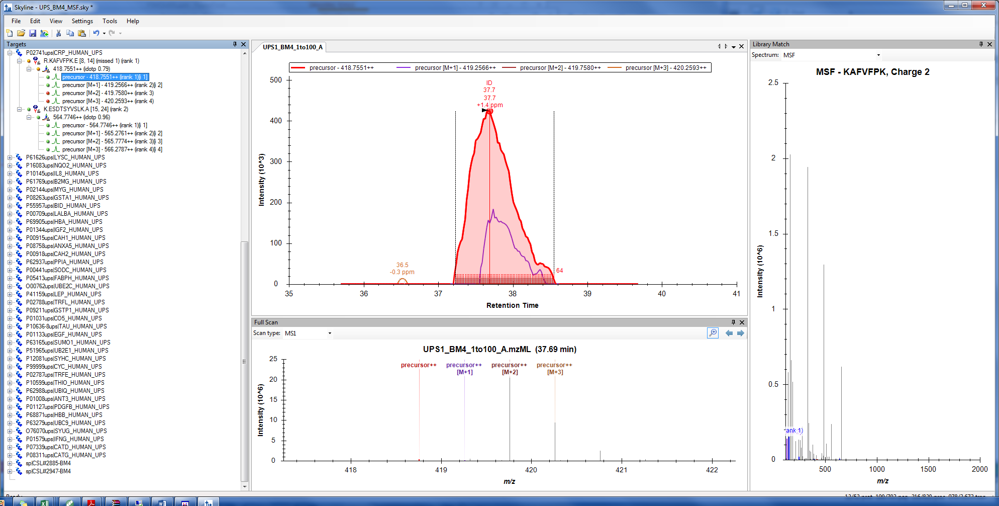 Skyline - UPS_BM4_MSF.sky *
File Edit View Settings Tools Help
Targets
P02741ups|CRP_HUMAN_UPS
R.KAFVFPK.E [8, 14] (missed 1) (rank 1)
418.7551++ (idotp 0.79)
precursor - 418.7551++ (irank 1)[i 1]
precursor [M+1] - 419.2566++ (irank 2)[i 2]
precursor [M+2] - 419.7580++ (irank 3)
precursor [M+3] - 420.2593++ (irank 4)
K.ESDTSYVSLK.A [15, 24] (rank 2)
564.7746++ (idotp 0.96)
precursor - 564.7746++ (irank 1)[i 1]
precursor [M+1] - 565.2761++ (irank 2)[i 2]
precursor [M+2] - 565.7774++ (irank 3)[i 3]
precursor [M+3] - 566.2787++ (irank 4)[i 4]
P61626ups|LYSC_HUMAN_UPS
P16083ups|NQO2_HUMAN_UPS
P10145ups|IL8_HUMAN_UPS
P61769ups|B2MG_HUMAN_UPS
P02144ups|MYG_HUMAN_UPS
P08263ups|GSTA1_HUMAN_UPS
P55957ups|BID_HUMAN_UPS
P00709ups|LALBA_HUMAN_UPS
P69905ups|HBA_HUMAN_UPS
P01344ups|IGF2_HUMAN_UPS
P00915ups|CAH1_HUMAN_UPS
P08758ups|ANXA5_HUMAN_UPS
P00918ups|CAH2_HUMAN_UPS
P62937ups|PPIA_HUMAN_UPS
P00441ups|SODC_HUMAN_UPS
P05413ups|FABPH_HUMAN_UPS
O00762ups|UBE2C_HUMAN_UPS
P41159ups|LEP_HUMAN_UPS
P02788ups|TRFL_HUMAN_UPS
P09211ups|GSTP1_HUMAN_UPS
P01031ups|CO5_HUMAN_UPS
P10636-8ups|TAU_HUMAN_UPS
P01133ups|EGF_HUMAN_UPS
P63165ups|SUMO1_HUMAN_UPS
P51965ups|UB2E1_HUMAN_UPS
P12081ups|SYHC_HUMAN_UPS
P99999ups|CYC_HUMAN_UPS
P02787ups|TRFE_HUMAN_UPS
P10599ups|THIO_HUMAN_UPS
P62988ups|UBIQ_HUMAN_UPS
P01008ups|ANT3_HUMAN_UPS
P01127ups|PDGFB_HUMAN_UPS
P68871ups|HBB_HUMAN_UPS
P63279ups|UBC9_HUMAN_UPS
O76070ups|SYUG_HUMAN_UPS
P01579ups|IFNG_HUMAN_UPS
P07339ups|CATD_HUMAN_UPS
P08311ups|CATG_HUMAN_UPS
sp|CSL#2885-BM4
sp|CSL#2947-BM4
UPS1_BM4_1to100_A
precursor - 418.7551++ precursor [M+1] - 419.2566++ precursor [M+2] - 419.7580++ precursor [M+3] - 420.2593++
500
400
300
200
100
0
Intensity (10^3)
ID
37.7
37.7
+1.4 ppm
36.5
-0.3 ppm
64
35 36 37 38 39 40 41
Retention Time
Full Scan
Scan type: MS1
UPS1_BM4_1to100_A.mzML (37.69 min)
precursor++ precursor++ precursor++ precursor++
[M+1] [M+2] [M+3]
25
20
15
10
5
0
Intensity (10^6)
418 419 420 421 422
m/z
Library Match
Spectrum: MSF
MSF - KAFVFPK, Charge 2
2.5
2
1.5
1
0.5
0
Intensity (10^6)
ank 1)
500 1000 1500 2000
m/z